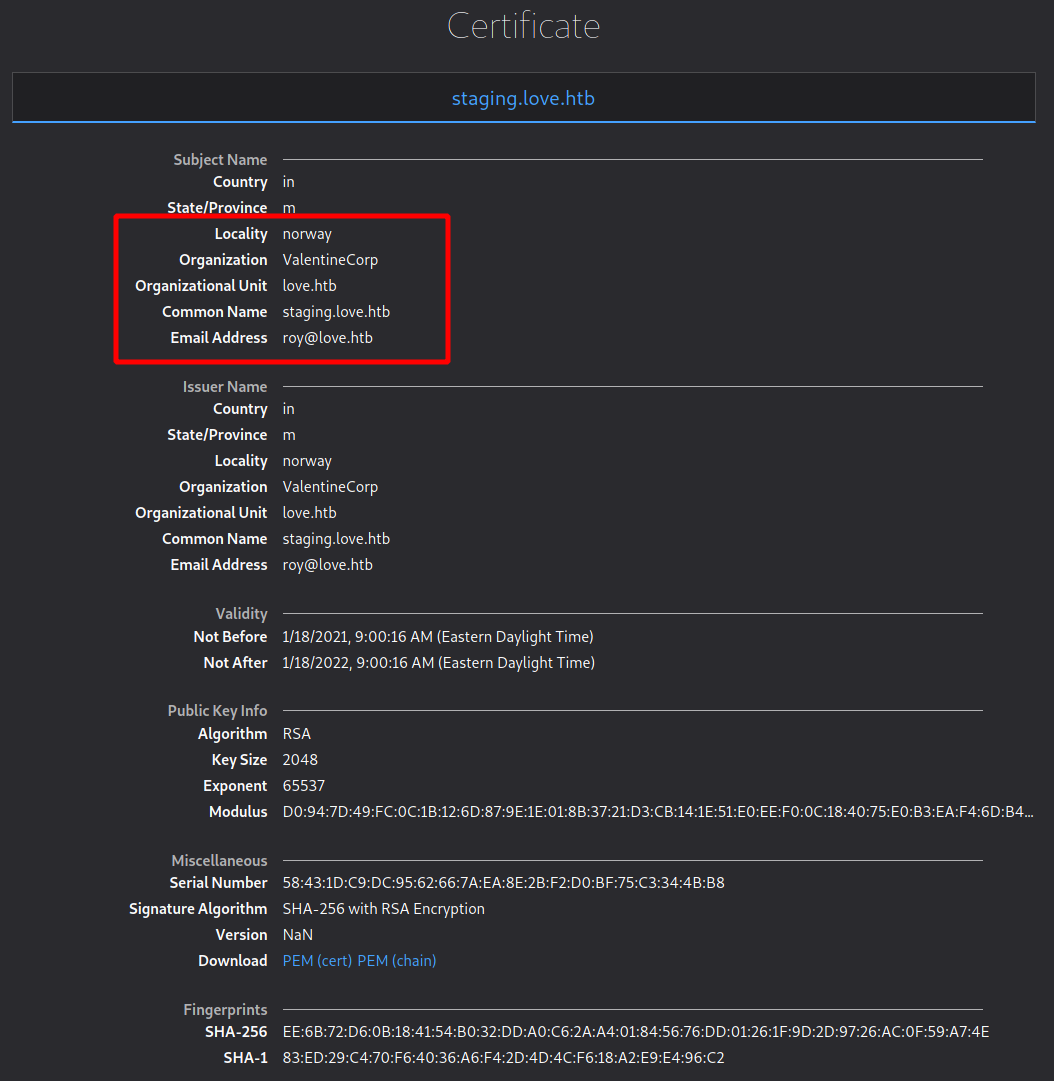 Certificate
staging.love.htb
Subject Name
Country in
State/Province m
Locality norway
Organization ValentineCorp
Organizational Unit love.htb
Common Name staging.love.htb
Email Address roy@love.htb
Issuer Name
Country in
State/Province m
Locality norway
Organization ValentineCorp
Organizational Unit love.htb
Common Name staging.love.htb
Email Address roy@love.htb
Validity
Not Before 1/18/2021, 9:00:16 AM (Eastern Daylight Time)
Not After 1/18/2022, 9:00:16 AM (Eastern Daylight Time)
Public Key Info
Algorithm RSA
Key Size 2048
Exponent 65537
Modulus D0:94:7D:49:FC:0C:1B:12:6D:87:9E:1E:01:8B:37:21:D3:CB:14:1E:51:E0:EE:F0:0C:18:40:75:E0:B3:EA:F4:6D:B4...
Miscellaneous
Serial Number 58:43:1D:C9:DC:95:62:66:7A:EA:8E:2B:F2:D0:BF:75:C3:34:4B:B8
Signature Algorithm SHA-256 with RSA Encryption
Version NaN
Download PEM (cert) PEM (chain)
Fingerprints
SHA-256 EE:6B:72:D6:0B:18:41:54:B0:32:DD:A0:C6:2A:A4:01:84:56:76:DD:01:26:1F:9D:2D:97:26:AC:0F:59:A7:4E
SHA-1 83:ED:29:C4:70:F6:40:36:A6:F4:2D:4D:4C:F6:18:A2:E9:E4:96:C2